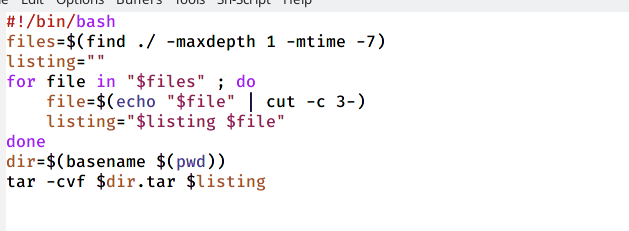 Edit Options Buffers Tools Sh-Script Help
#!/bin/bash
files=$(find ./ -maxdepth 1 -mtime -7)
listing=""
for file in "$files" ; do
    file=$(echo "$file" | cut -c 3-)
    listing="$listing $file"
done
dir=$(basename $(pwd))
tar -cvf $dir.tar $listing